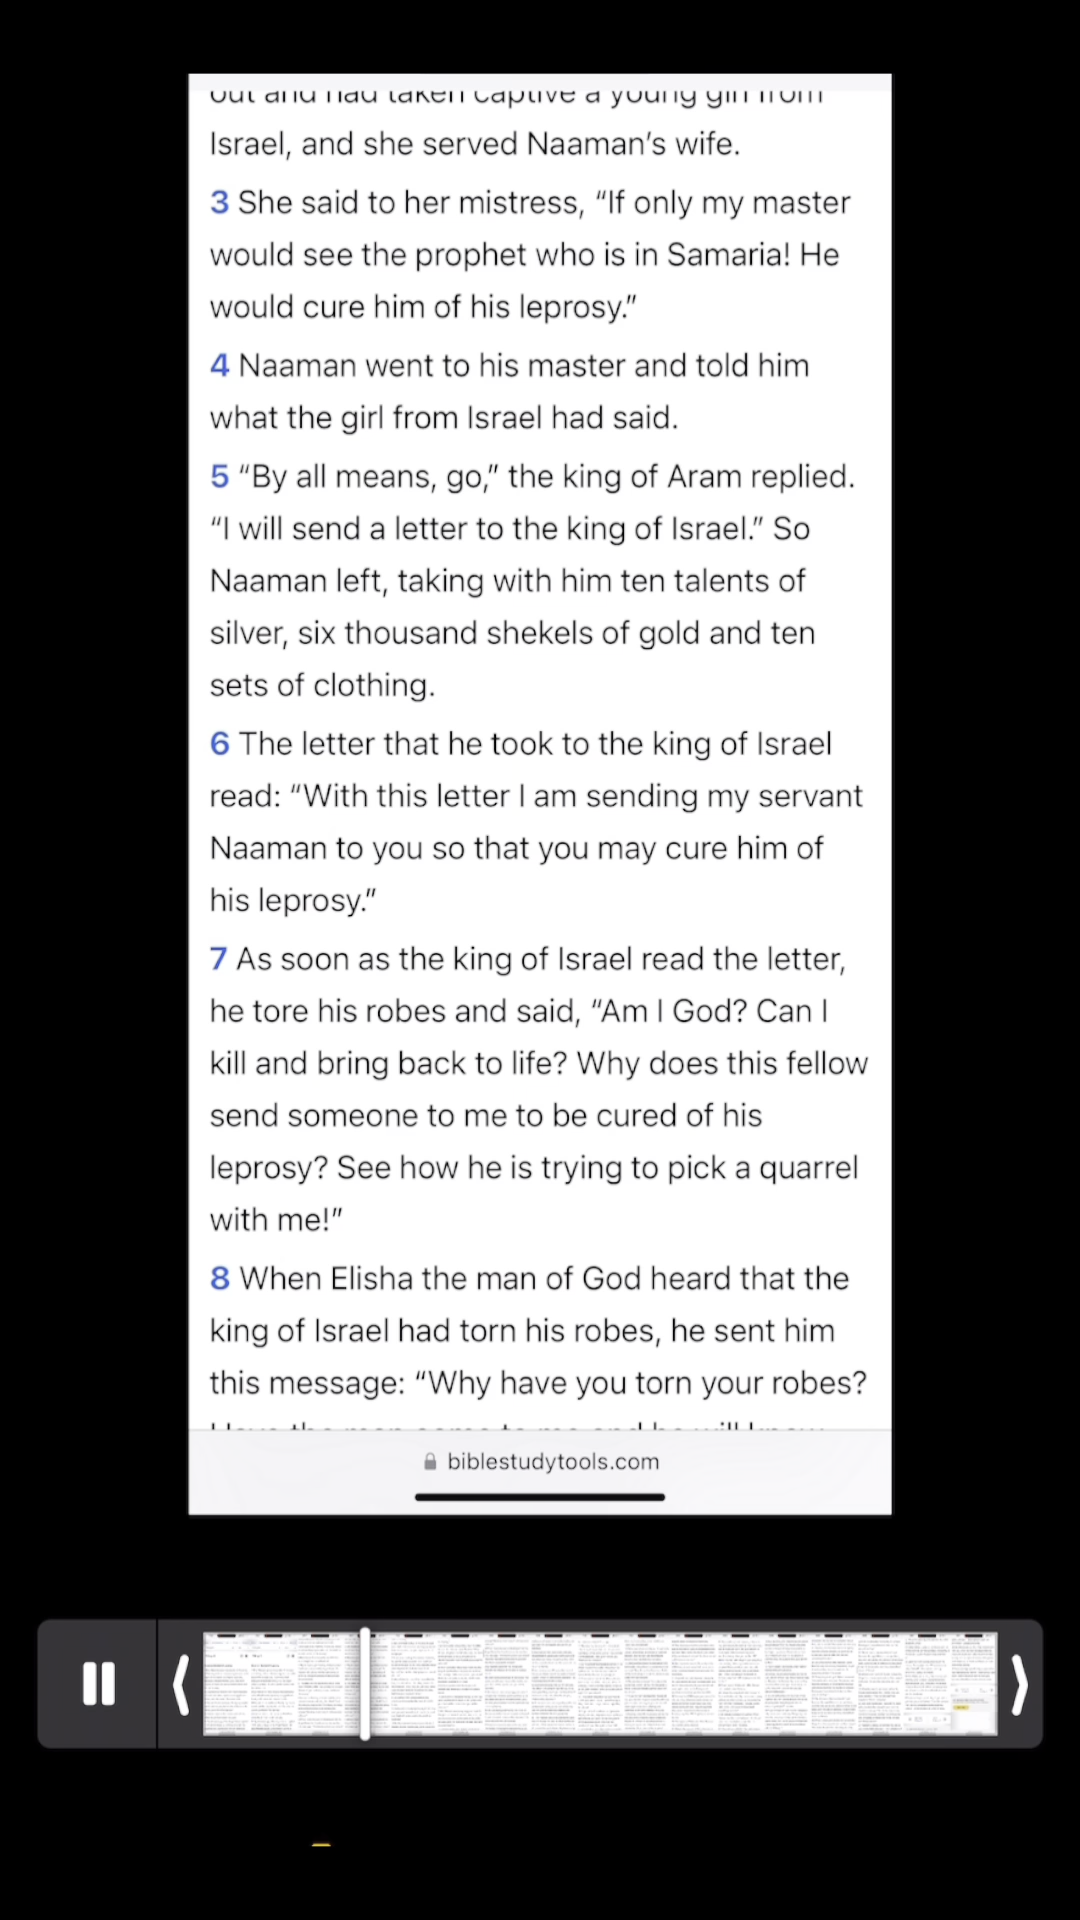 out and had taken captive a young girl from
Israel, and she served Naaman’s wife.
3 She said to her mistress, “If only my master
would see the prophet who is in Samaria! He
would cure him of his leprosy.”
4 Naaman went to his master and told him
what the girl from Israel had said.
5 “By all means, go,” the king of Aram replied.
“I will send a letter to the king of Israel.” So
Naaman left, taking with him ten talents of
silver, six thousand shekels of gold and ten
sets of clothing.
6 The letter that he took to the king of Israel
read: “With this letter I am sending my servant
Naaman to you so that you may cure him of
his leprosy.”
7 As soon as the king of Israel read the letter,
he tore his robes and said, “Am I God? Can I
kill and bring back to life? Why does this fellow
send someone to me to be cured of his
leprosy? See how he is trying to pick a quarrel
with me!”
8 When Elisha the man of God heard that the
king of Israel had torn his robes, he sent him
this message: “Why have you torn your robes?
biblestudytools.com